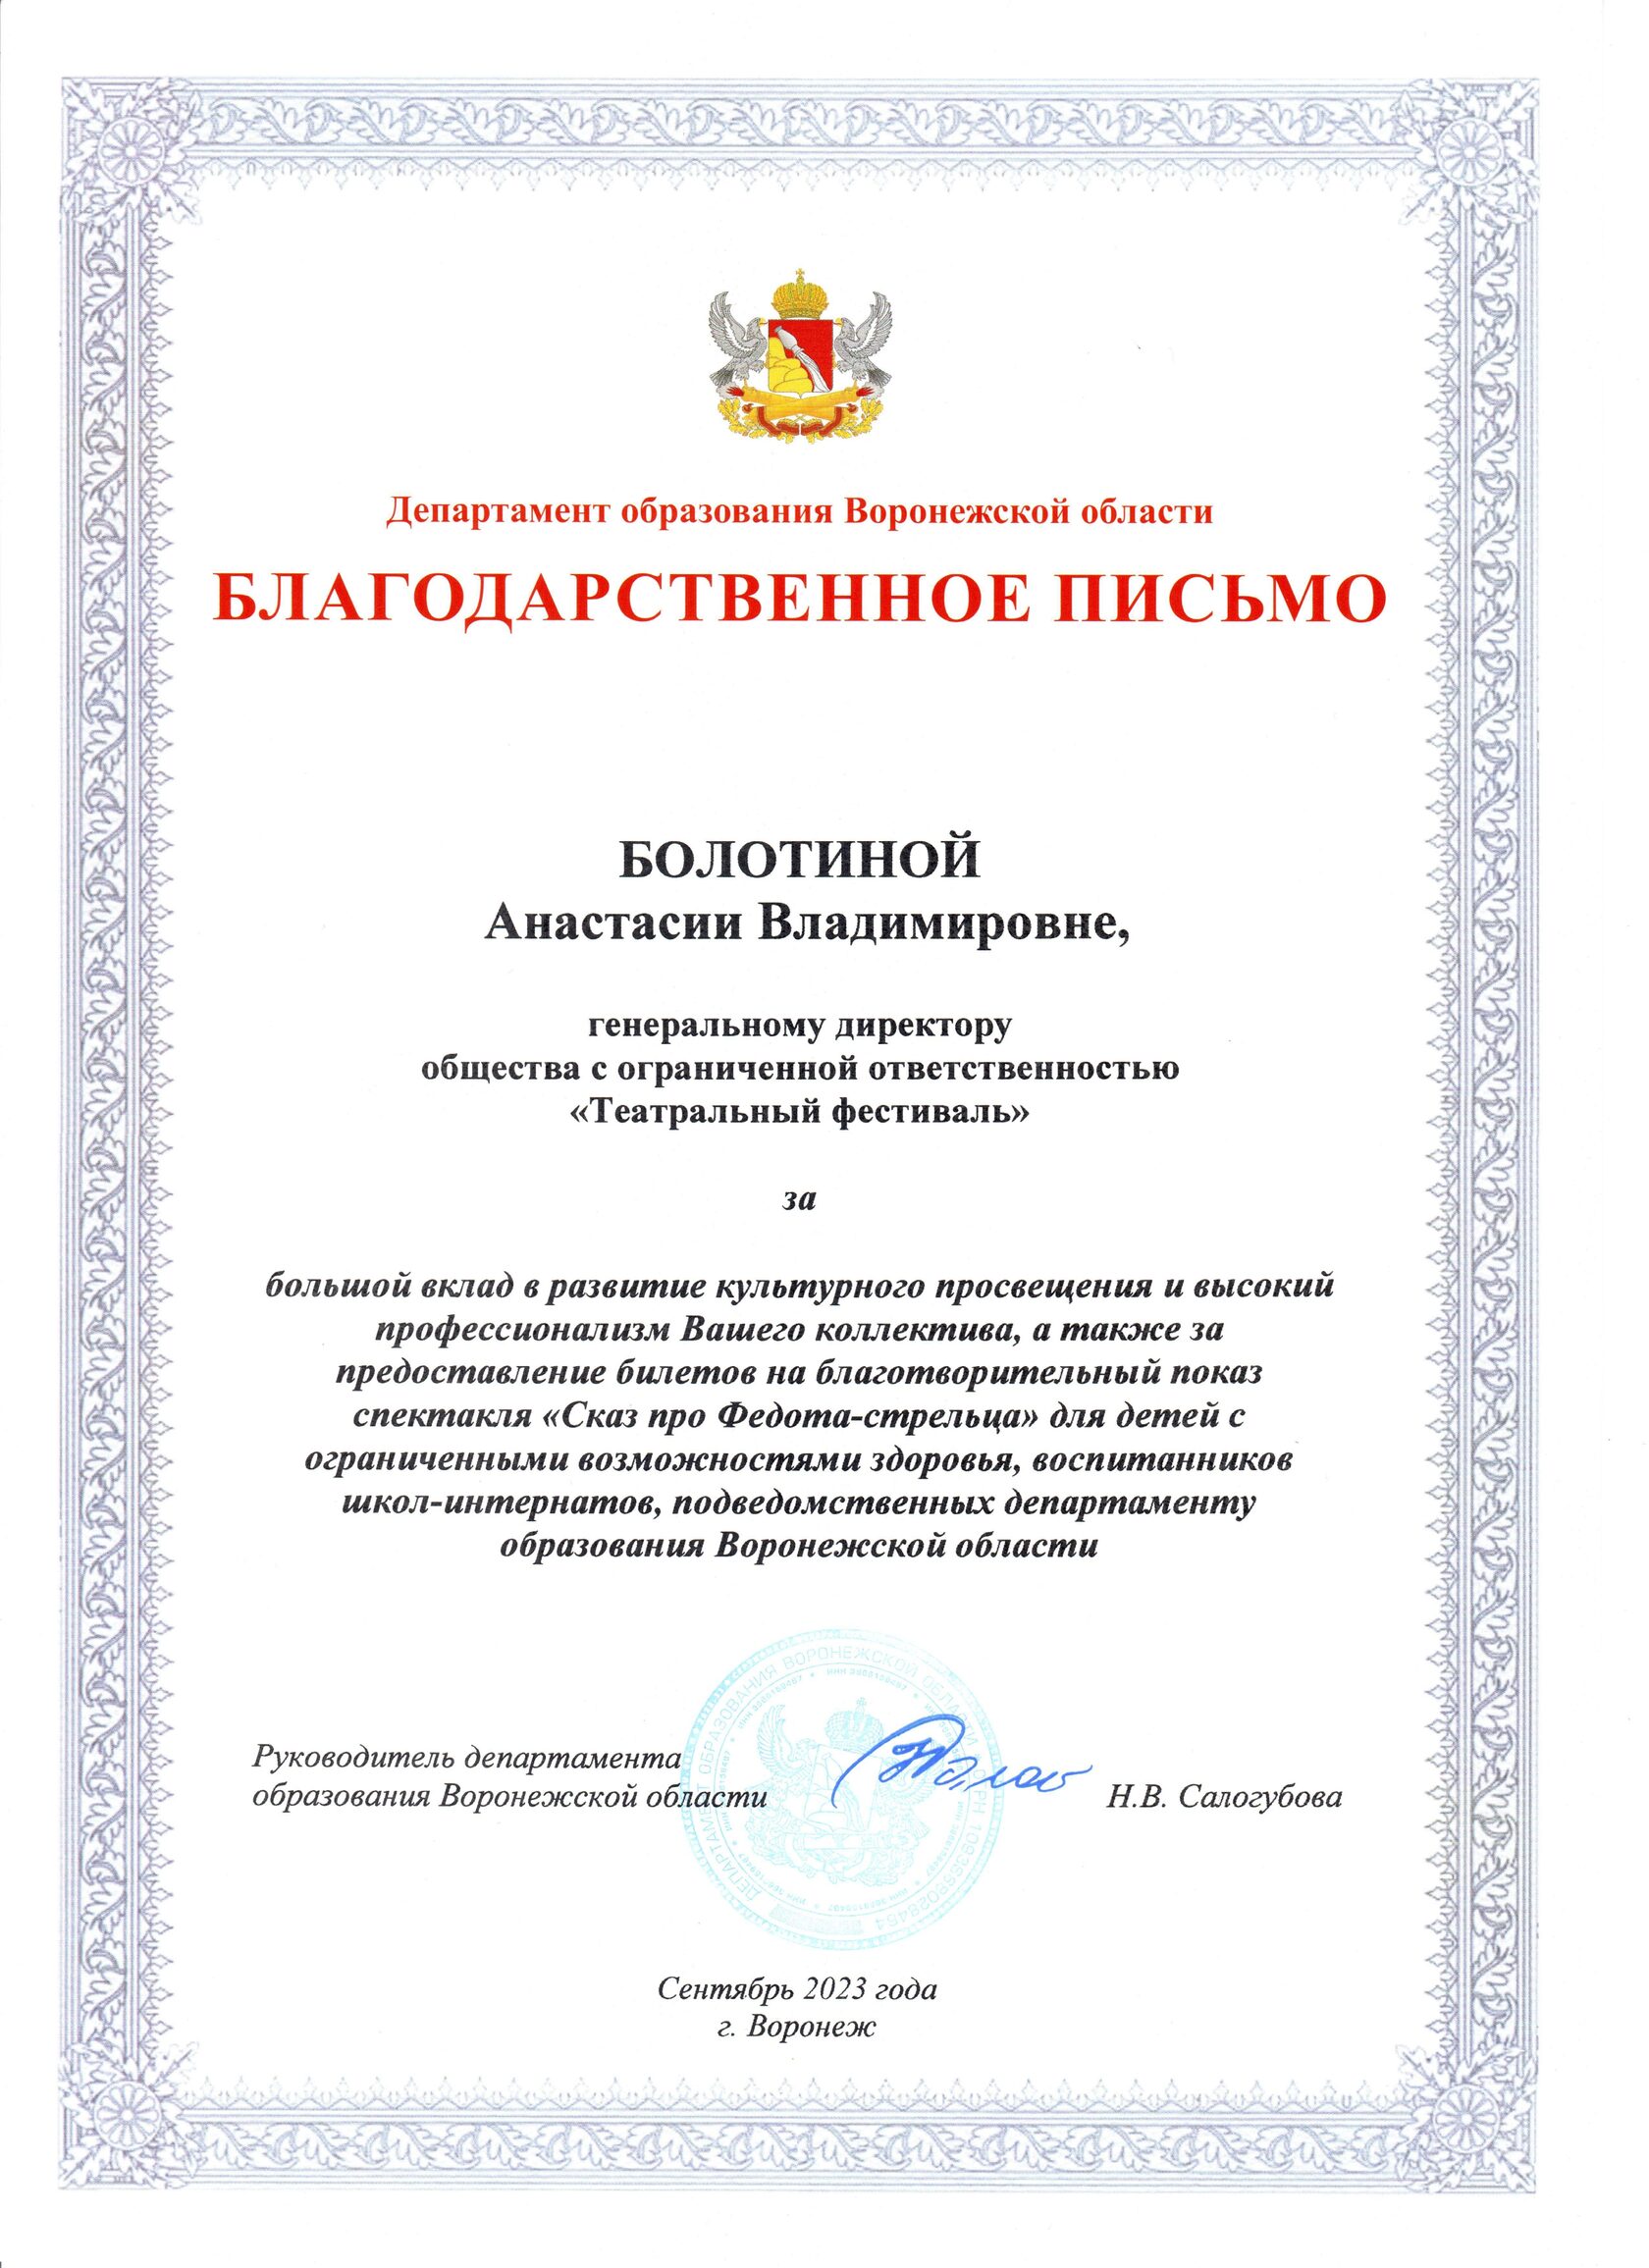 Департамент образования Воронежской области
БЛАГОДАРСТВЕННОЕ ПИСЬМО
БОЛОТИНОЙ
Анастасии Владимировне,
генеральному директору
общества с ограниченной ответственностью
«Театральный фестиваль»
за
большой вклад в развитие культурного просвещения и высокий
профессионализм Вашего коллектива, а также за
предоставление билетов на благотворительный показ
спектакля «Сказ про Федота-стрельца» для детей с
ограниченными возможностями здоровья, воспитанников
школ-интернатов, подведомственных департаменту
образования Воронежской области
ДЕПАРТАМЕНТ ОБРАЗОВАНИЯ ВОРОНЕЖСКОЙ ОБЛАСТИ
Руководитель департамента
образования Воронежской области Н.В. Салогубова
Сентябрь 2023 года
г. Воронеж